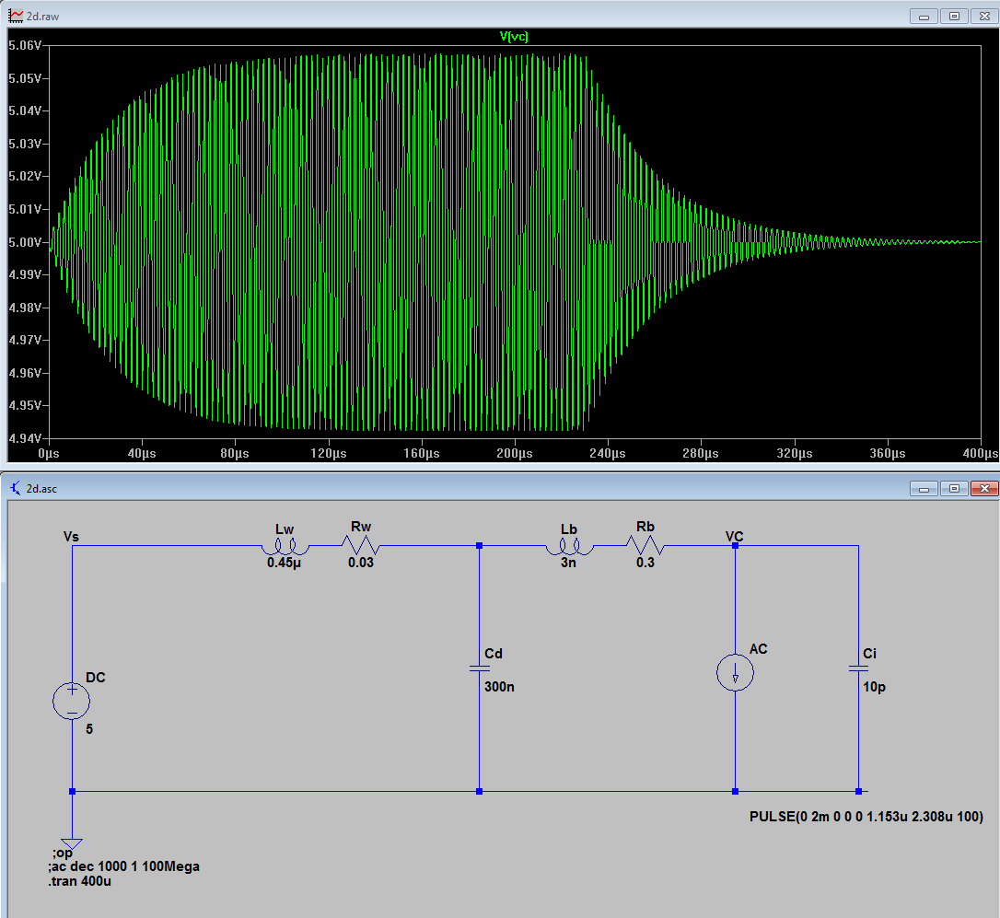 2d.raw
V(vc)
5.06V
5.05V
5.04V
5.03V
5.02V
5.01V
5.00V
4.99V
4.98V
4.97V
4.96V
4.95V
4.94V
0µs 40µs 80µs 120µs 160µs 200µs 240µs 280µs 320µs 360µs 400µs
2d.asc
Vs Lw Rw Lb Rb VC
0.45µ 0.03 3n 0.3
AC
Cd Ci
DC
300n 10p
5
PULSE(0 2m 0 0 0 1.153u 2.308u 100)
;op
;ac dec 1000 1 100Mega
.tran 400u